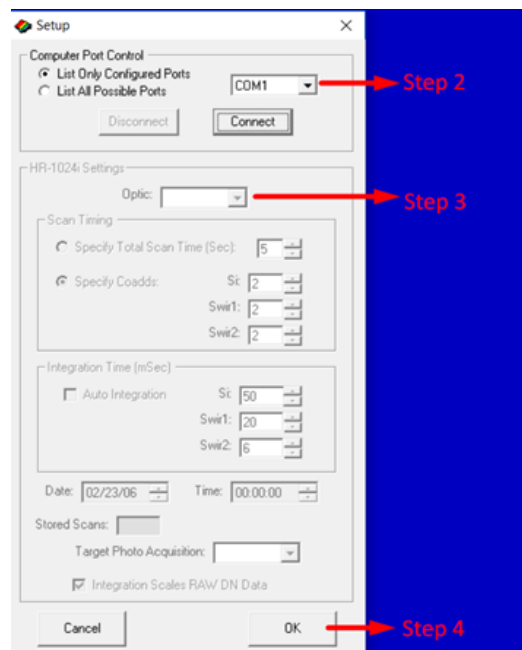 Setup
Computer Port Control
List Only Configured Ports
List All Possible Ports
COM1
Step 2
Disconnect
Connect
HR-1024i Settings
Optic:
Step 3
Scan Timing
Specify Total Scan Time (Sec): 5
Specify Coadds: Si: 2
Swir1: 2
Swir2: 2
Integration Time (mSec)
Auto Integration Si: 50
Swir1: 20
Swir2: 6
Date: 02/23/06 Time: 00:00:00
Stored Scans:
Target Photo Acquisition:
Integration Scales RAW DN Data
Cancel OK Step 4